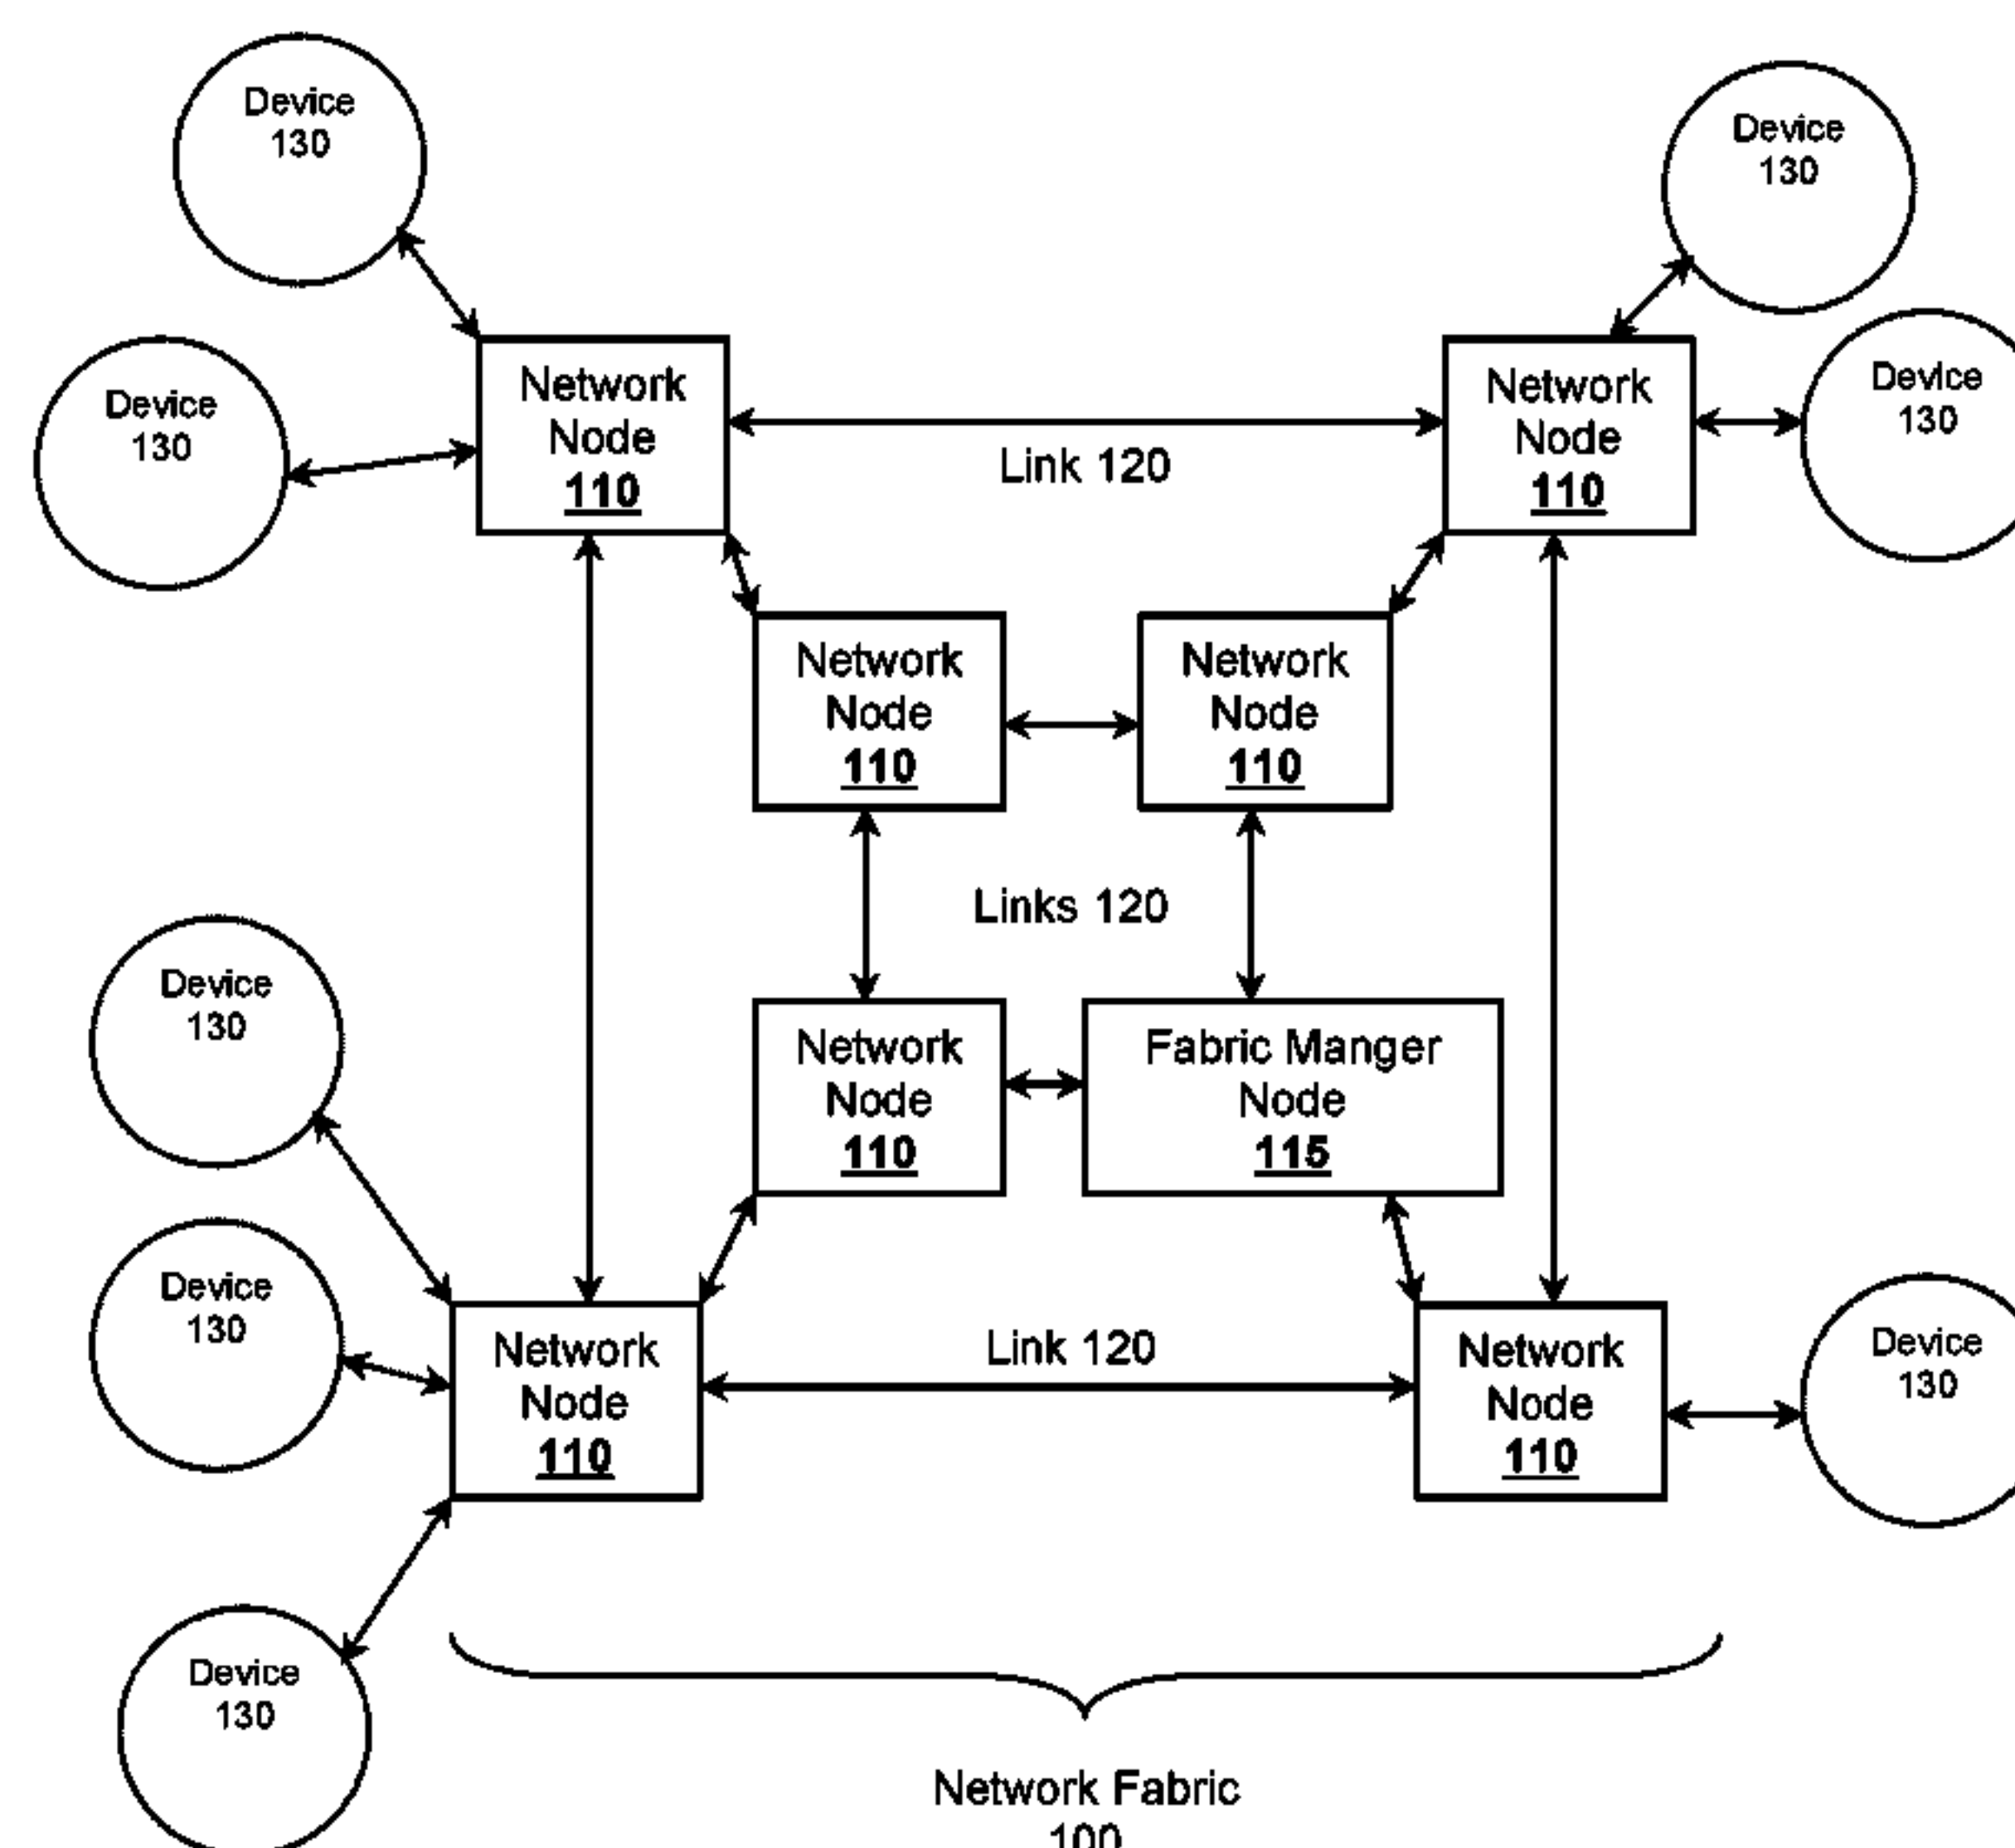 Device
130
Device
130
Device
130
Device
130
Network
Node
110
Link 120
Network
Node
110
Network
Node
110
Network
Node
110
Links 120
Device
130
Network
Node
110
Fabric Manger
Node
115
Device
130
Network
Node
110
Link 120
Network
Node
110
Device
130
Device
130
Network Fabric
100